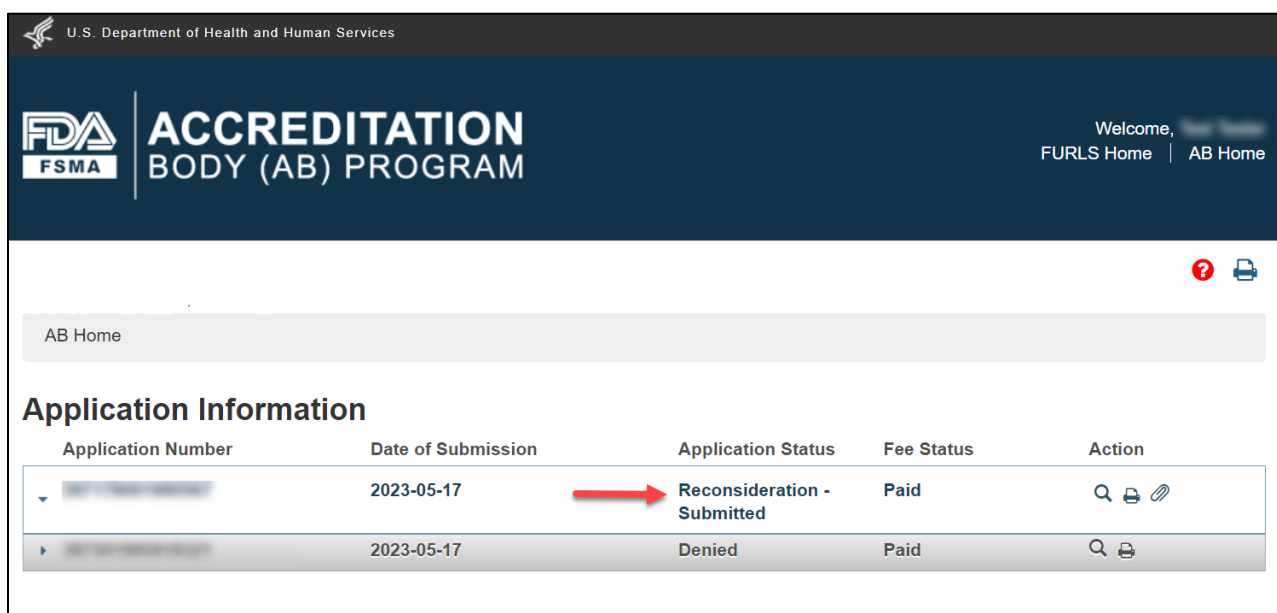 U.S. Department of Health and Human Services
FDA
FSMA
ACCREDITATION
BODY (AB) PROGRAM
Welcome,
FURLS Home | AB Home
?
AB Home
Application Information
Application Number Date of Submission Application Status Fee Status Action
2023-05-17 Reconsideration - Paid
Submitted
2023-05-17 Denied Paid